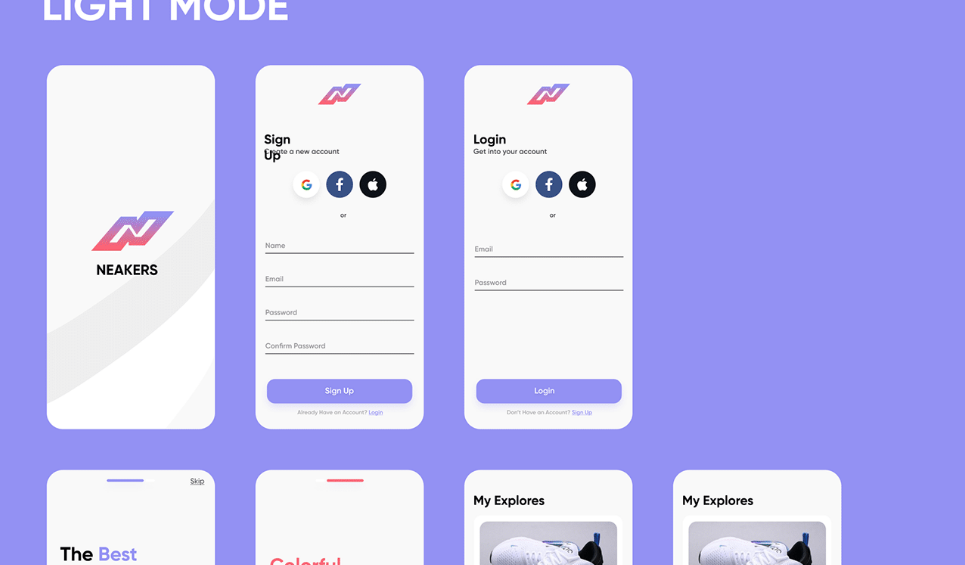 LIGHT MODE
NEAKERS
Sign
Up
Create a new account
or
Name
Email
Password
Confirm Password
Sign Up
Already Have an Account? Login
Login
Get into your account
or
Email
Password
Login
Don't Have an Account? Sign Up
Skip
The Best
Colorful
My Explores
My Explores